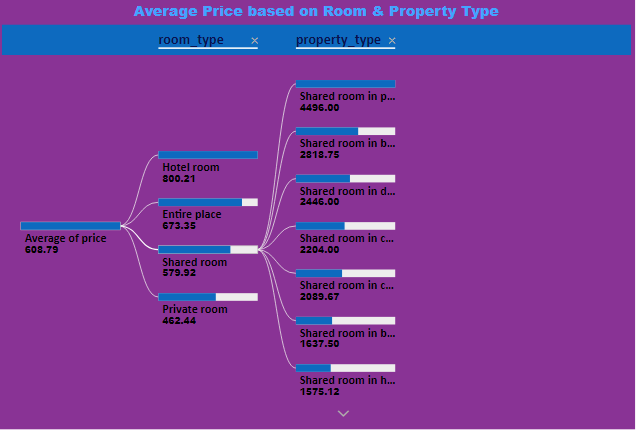 Average Price based on Room & Property Type
room_type
property_type
Average of price
608.79
Hotel room
800.21
Entire place
673.35
Shared room
579.92
Private room
462.44
Shared room in p...
4496.00
Shared room in b...
2818.75
Shared room in d...
2446.00
Shared room in c...
2204.00
Shared room in c...
2089.67
Shared room in b...
1637.50
Shared room in h...
1575.12